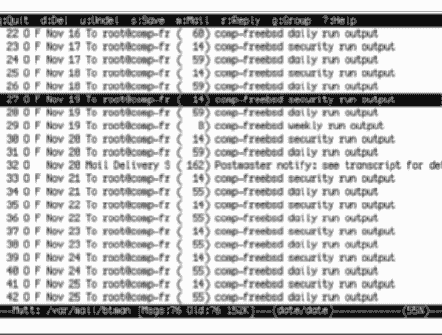 q:Quit d:Del u:Undel s:Save m:Mail r:Reply g:Group ?:Help
22 O F Nov 16 To root@comp-fr ( 60) comp-freebsd daily run output
23 O F Nov 17 To root@comp-fr ( 14) comp-freebsd security run output
24 O F Nov 17 To root@comp-fr ( 59) comp-freebsd daily run output
25 O F Nov 18 To root@comp-fr ( 14) comp-freebsd security run output
26 O F Nov 18 To root@comp-fr ( 59) comp-freebsd daily run output
27 O F Nov 19 To root@comp-fr ( 14) comp-freebsd security run output
28 O F Nov 19 To root@comp-fr ( 59) comp-freebsd daily run output
29 O F Nov 19 To root@comp-fr ( 8) comp-freebsd weekly run output
30 O F Nov 20 To root@comp-fr ( 14) comp-freebsd security run output
31 O F Nov 20 To root@comp-fr ( 59) comp-freebsd daily run output
32 O Nov 20 Mail Delivery S ( 162) Postmaster notify: see transcript for det
33 O F Nov 21 To root@comp-fr ( 14) comp-freebsd security run output
34 O F Nov 21 To root@comp-fr ( 55) comp-freebsd daily run output
35 O F Nov 22 To root@comp-fr ( 14) comp-freebsd security run output
36 O F Nov 22 To root@comp-fr ( 55) comp-freebsd daily run output
37 O F Nov 23 To root@comp-fr ( 14) comp-freebsd security run output
38 O F Nov 23 To root@comp-fr ( 55) comp-freebsd daily run output
39 O F Nov 24 To root@comp-fr ( 14) comp-freebsd security run output
40 O F Nov 24 To root@comp-fr ( 55) comp-freebsd daily run output
41 O F Nov 25 To root@comp-fr ( 14) comp-freebsd security run output
42 O F Nov 25 To root@comp-fr ( 55) comp-freebsd daily run output
--Mutt: /var/mail/btman [Msgs:76 Old:76 152K]---(date/date)---(55%)---